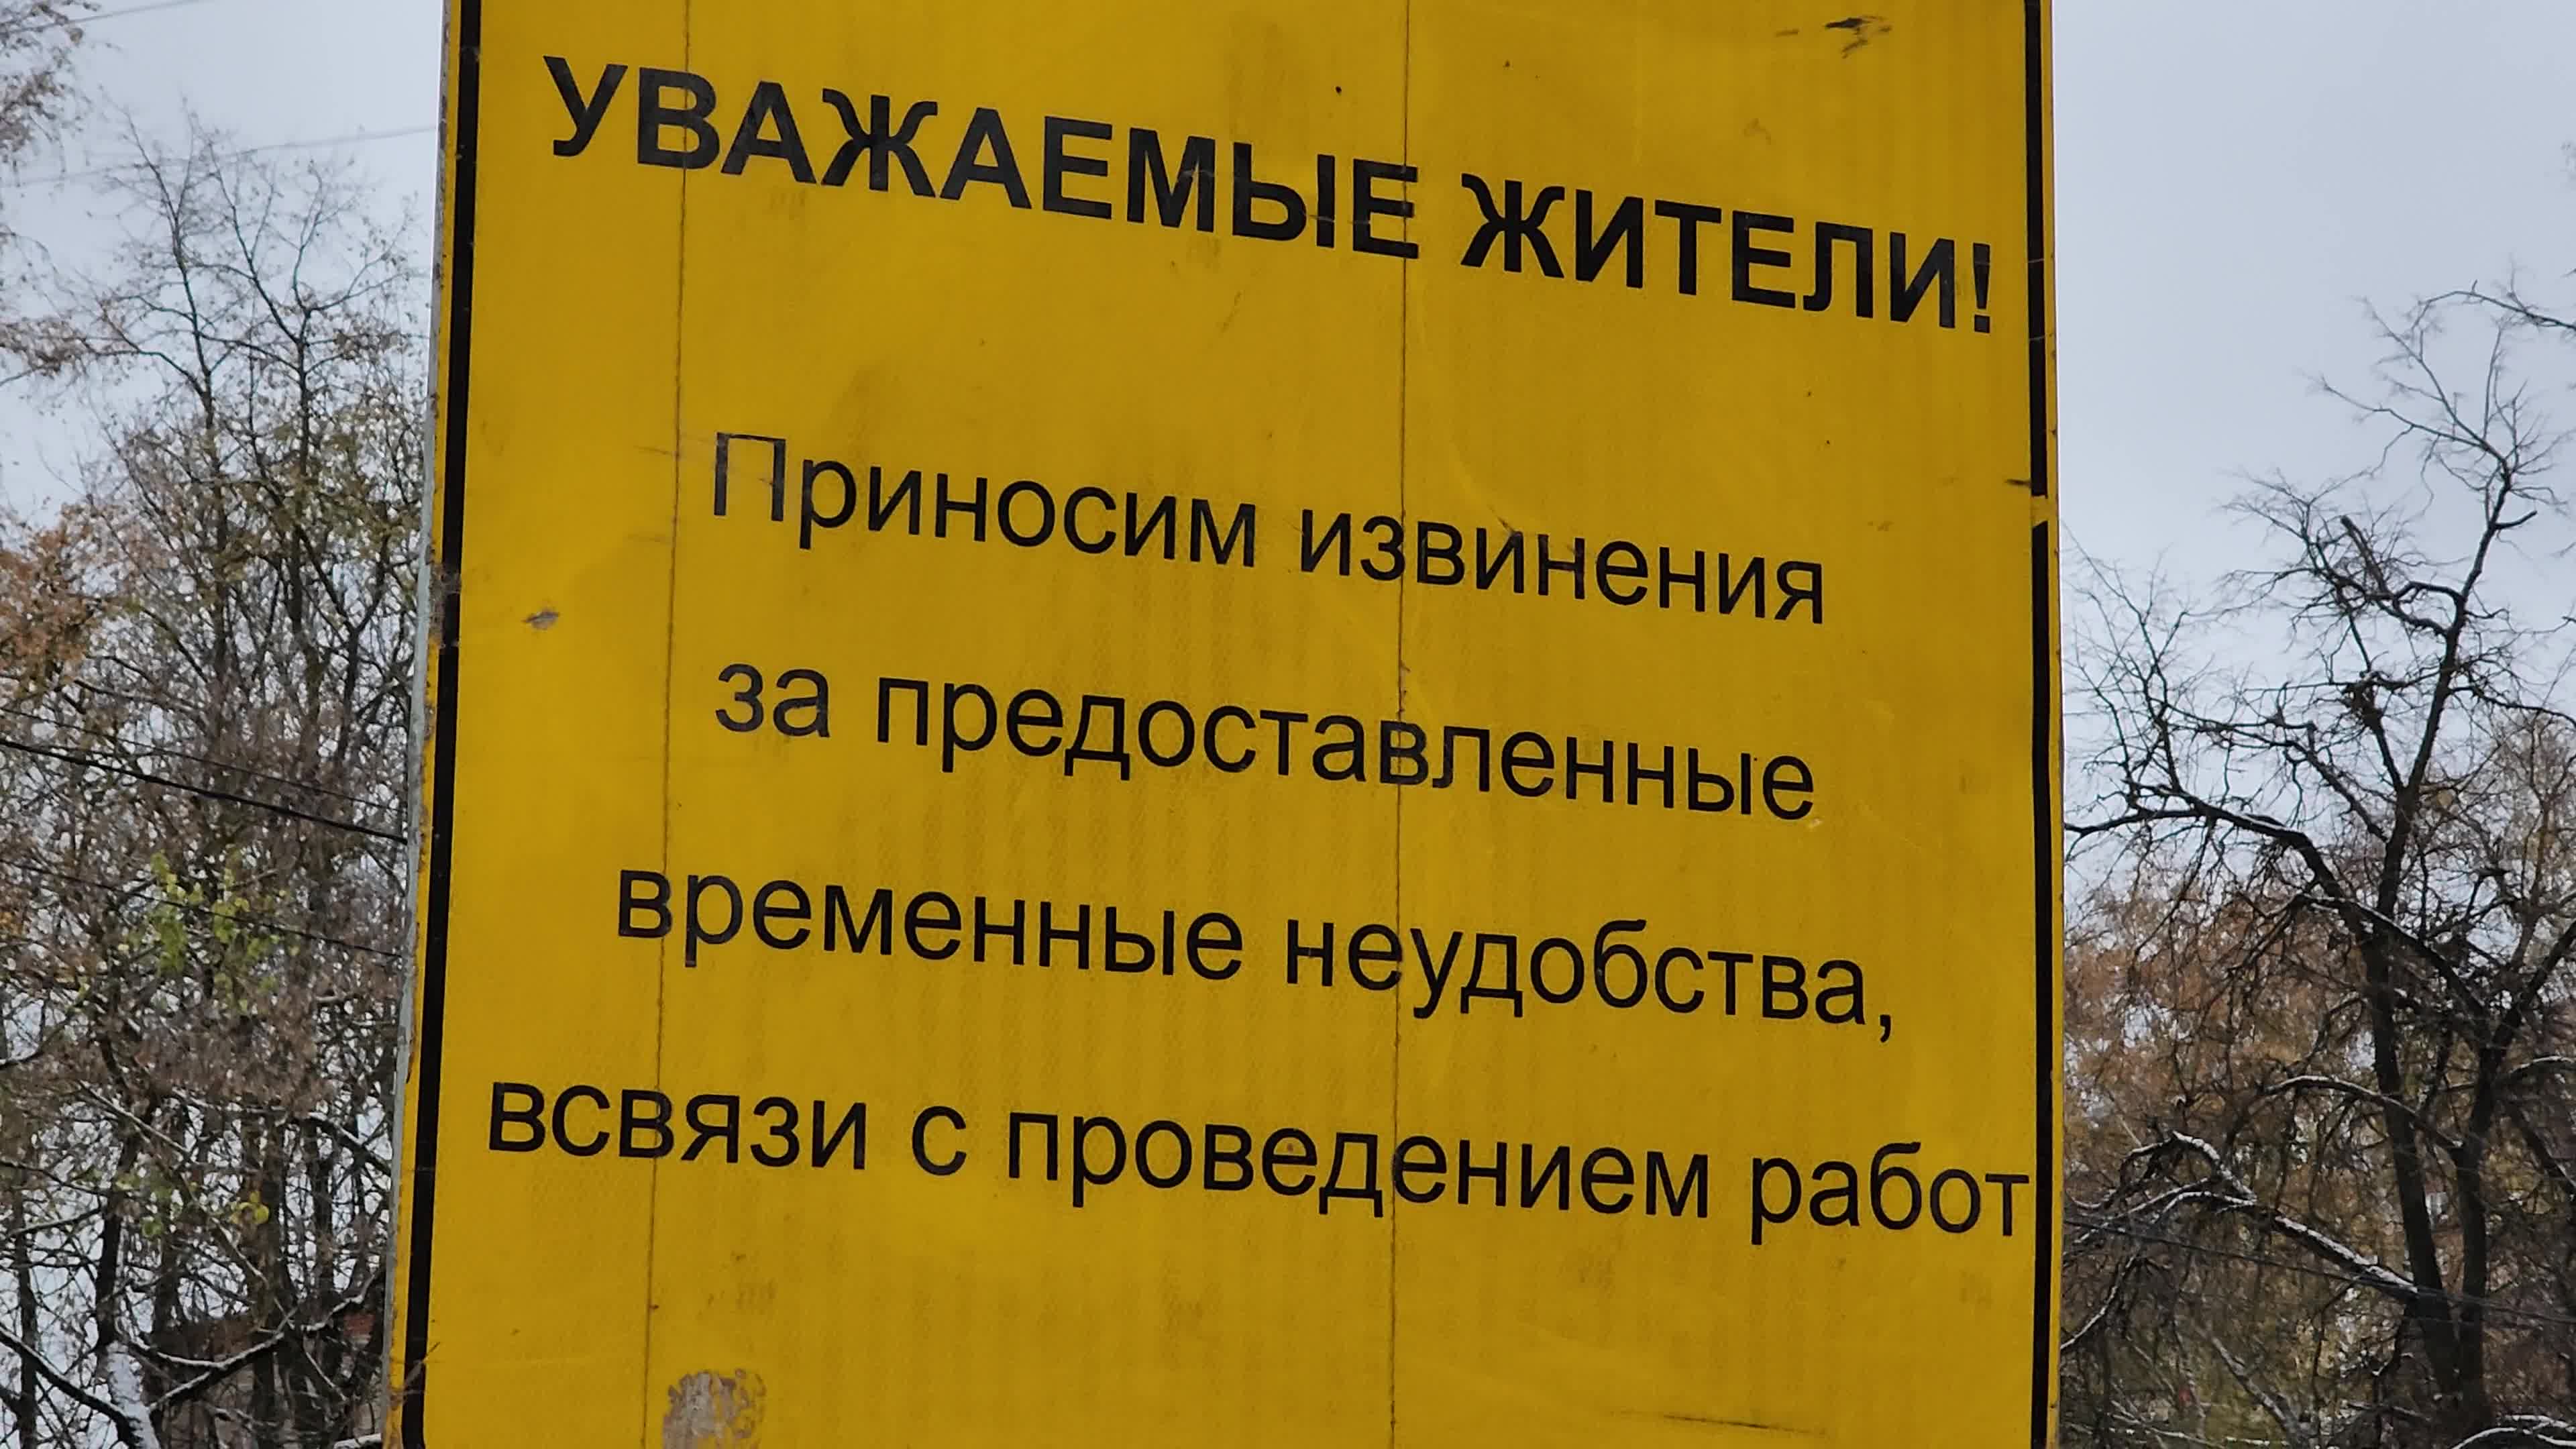 УВАЖАЕМЫЕ ЖИТЕЛИ!
Приносим извинения
за предоставленные
временные неудобства,
всвязи с проведением работ